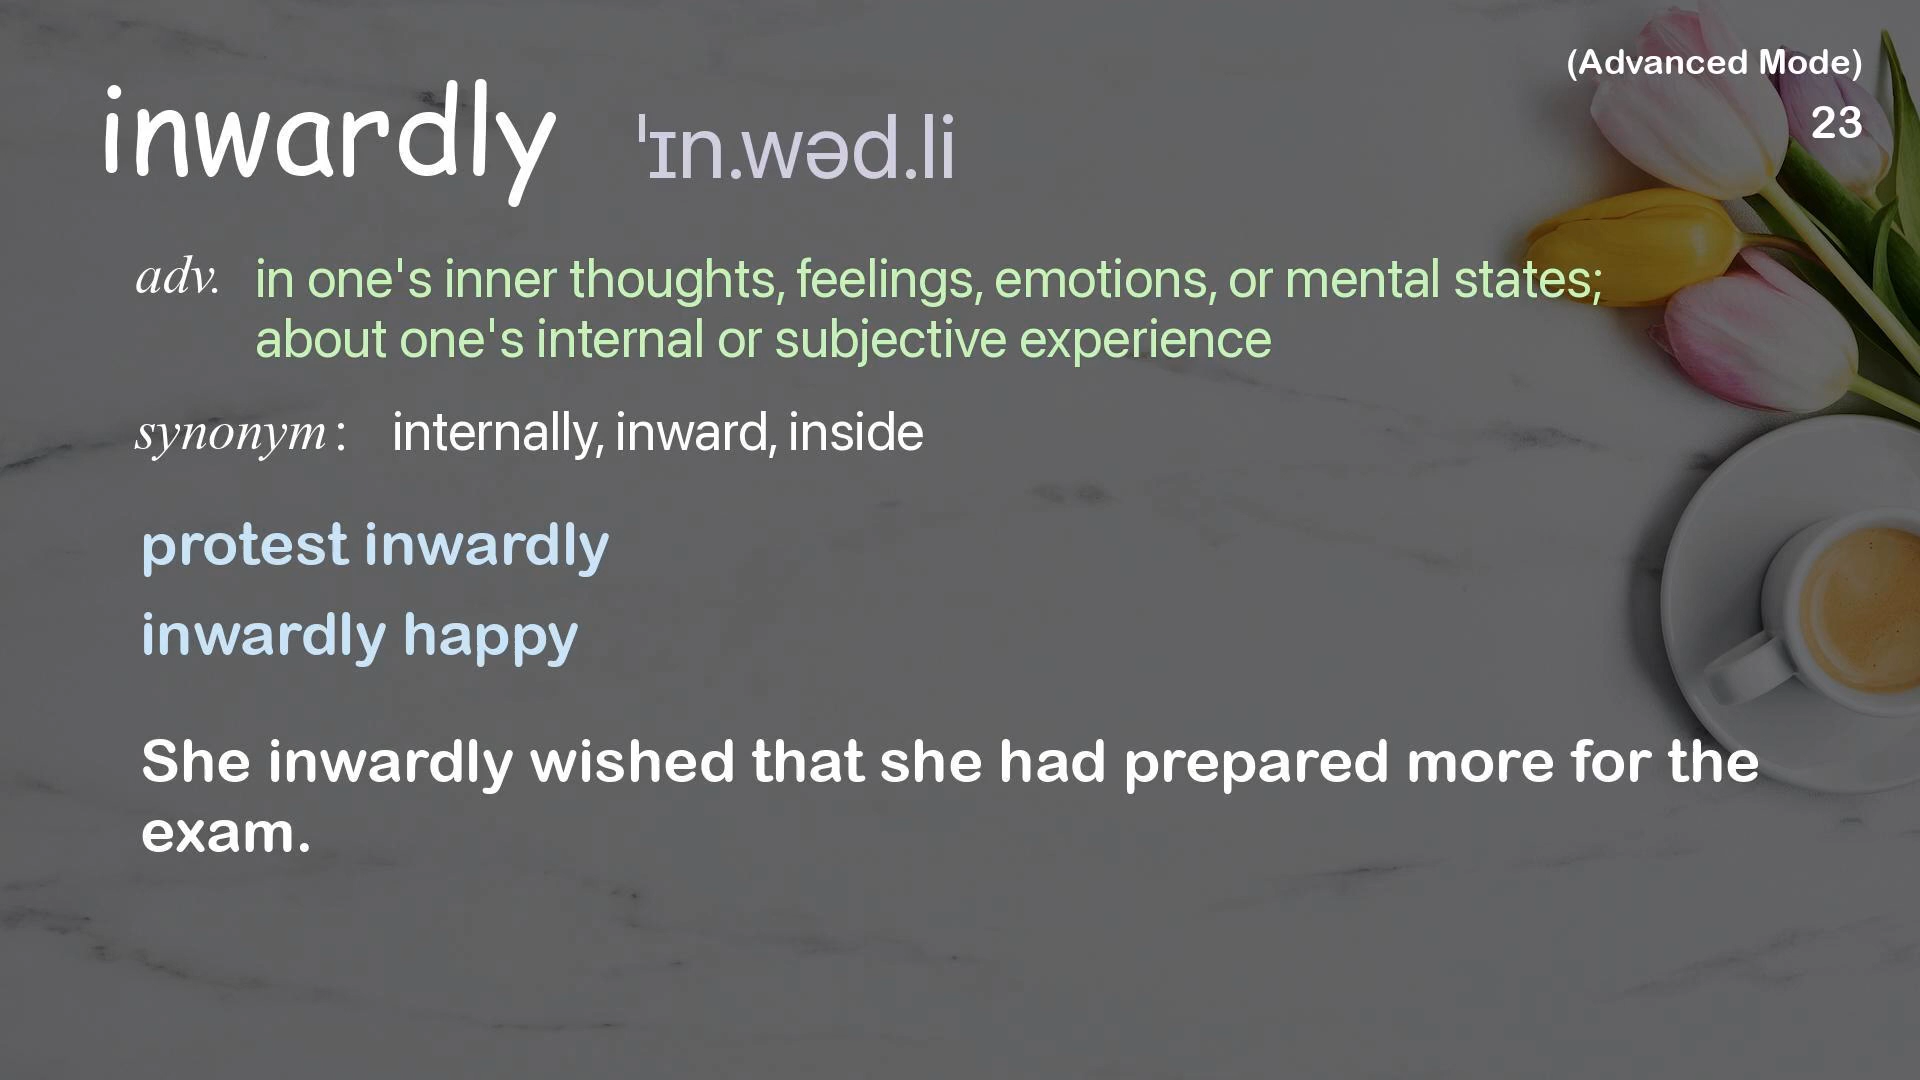 (Advanced Mode)
23
inwardly ˈɪn.wəd.li
adv. in one's inner thoughts, feelings, emotions, or mental states;
about one's internal or subjective experience
synonym : internally, inward, inside
protest inwardly
inwardly happy
She inwardly wished that she had prepared more for the
exam.